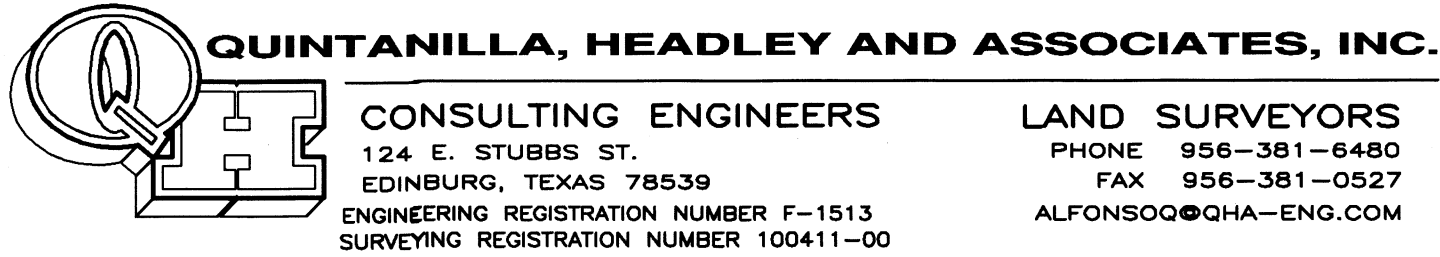 QH
QUINTANILLA, HEADLEY AND ASSOCIATES, INC.
CONSULTING ENGINEERS
124 E. STUBBS ST.
EDINBURG, TEXAS 78539
ENGINEERING REGISTRATION NUMBER F-1513
SURVEYING REGISTRATION NUMBER 100411-00
LAND SURVEYORS
PHONE 956-381-6480
FAX 956-381-0527
ALFONSOQ@QHA-ENG.COM